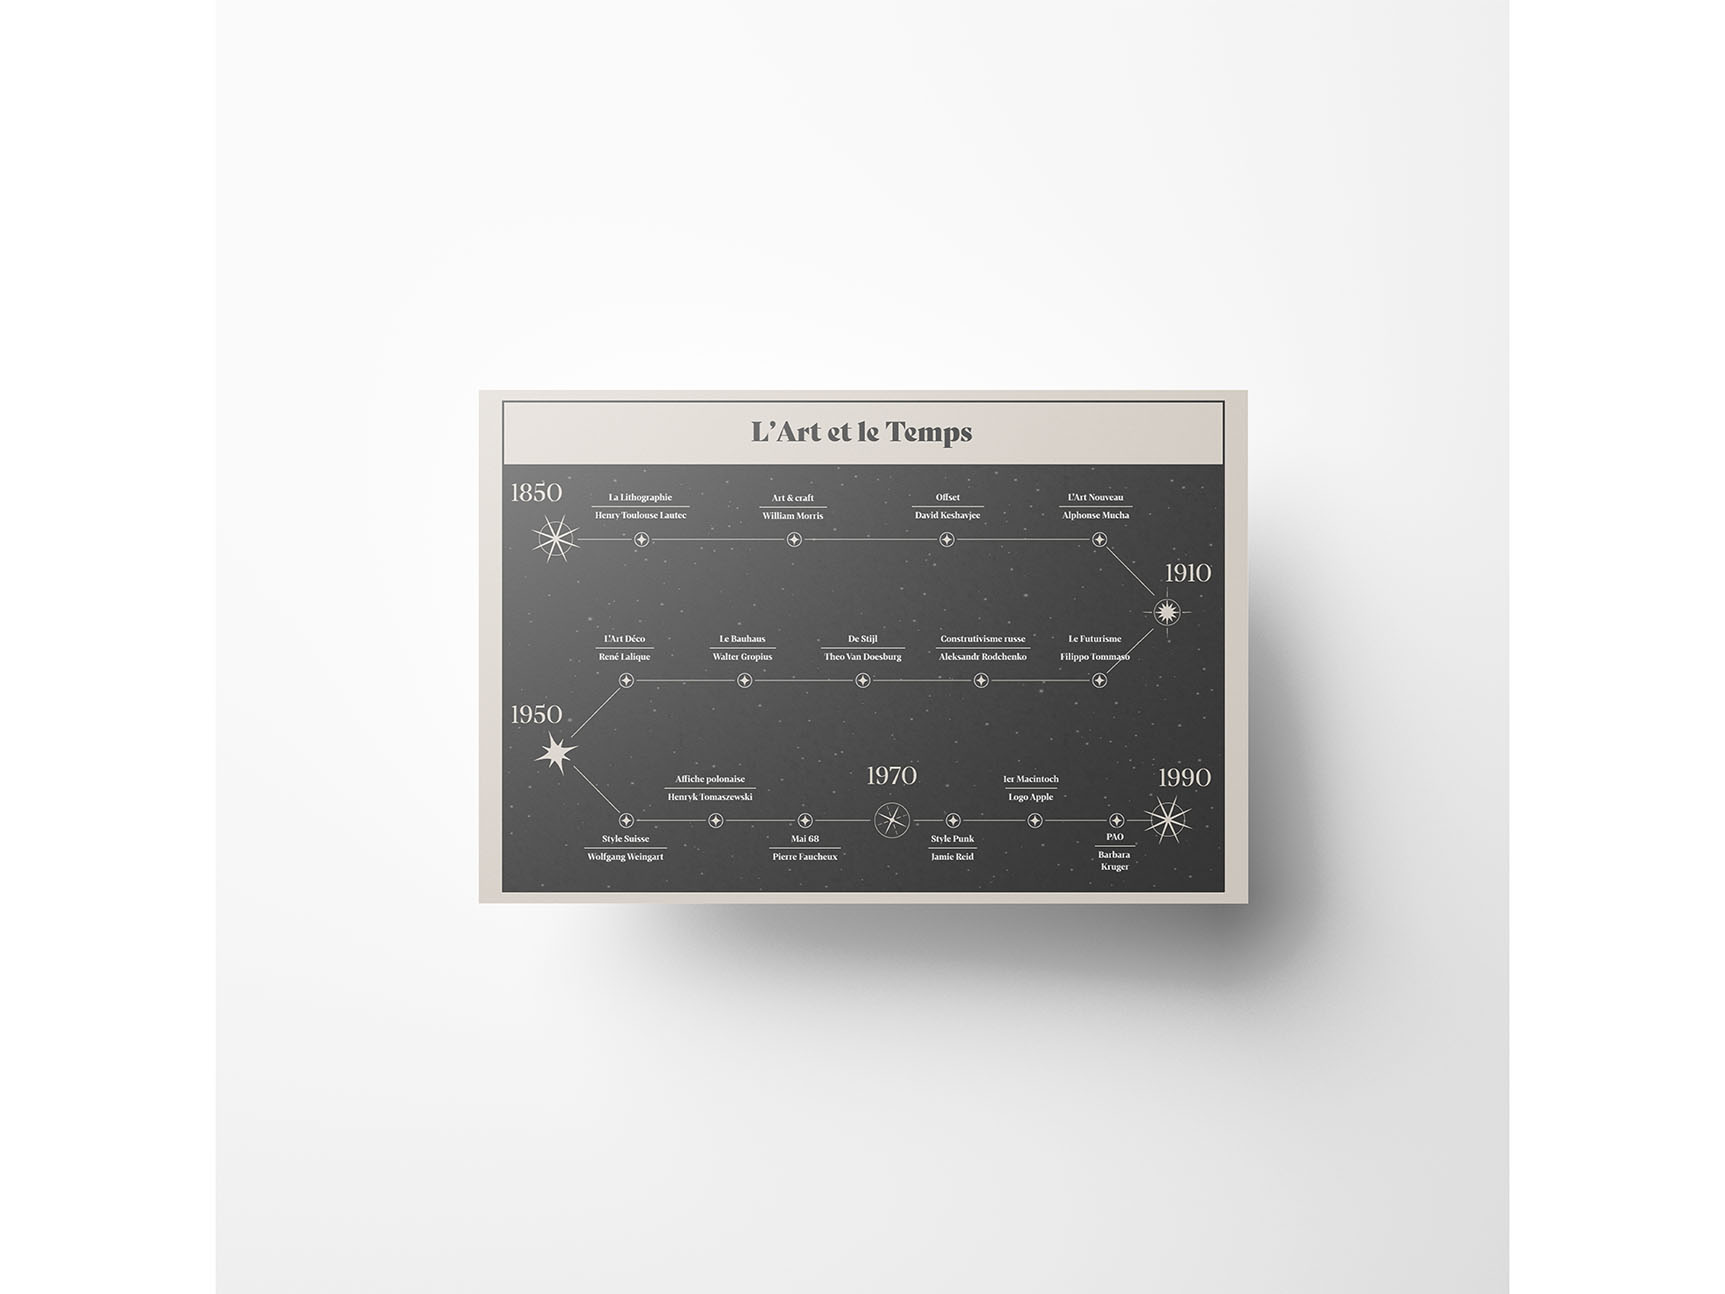 L'Art et le Temps
1850
La Lithographie
Henry Toulouse Lautec
Art & craft
William Morris
Offset
David Keshavjee
L'Art Nouveau
Alphonse Mucha
1910
L'Art Déco
René Lalique
Le Bauhaus
Walter Gropius
De Stijl
Theo Van Doesburg
Construtivisme russe
Aleksandr Rodchenko
Le Futurisme
Filippo Tommaso
1950
Style Suisse
Wolfgang Weingart
Affiche polonaise
Henryk Tomaszewski
Mai 68
Pierre Faucheux
1970
Style Punk
Jamie Reid
1er Macintoch
Logo Apple
PAO
Barbara
Kruger
1990